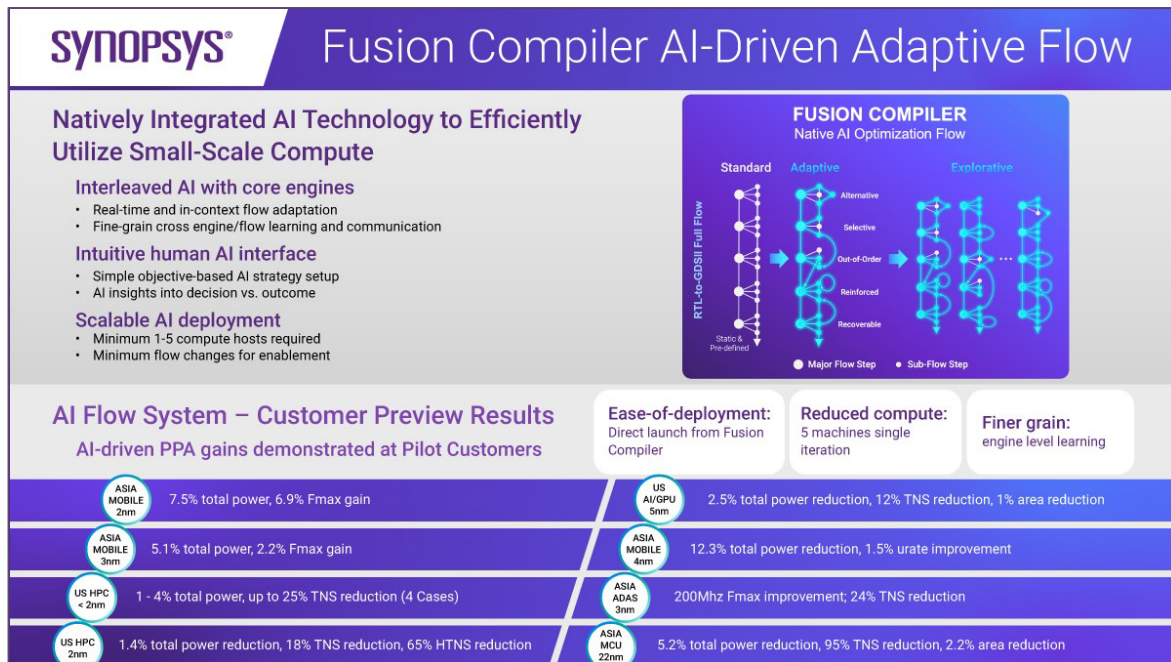 SYNOPSYS®
Fusion Compiler AI-Driven Adaptive Flow
Natively Integrated AI Technology to Efficiently
Utilize Small-Scale Compute
Interleaved AI with core engines
• Real-time and in-context flow adaptation
• Fine-grain cross engine/flow learning and communication
Intuitive human AI interface
• Simple objective-based AI strategy setup
• AI insights into decision vs. outcome
Scalable AI deployment
• Minimum 1-5 compute hosts required
• Minimum flow changes for enablement
FUSION COMPILER
Native AI Optimization Flow
Standard
Adaptive
Explorative
RTL-to-GDSII Full Flow
Alternative
Selective
Out-of-Order
Reinforced
Recoverable
Static &
Pre-defined
Major Flow Step
Sub-Flow Step
AI Flow System – Customer Preview Results
AI-driven PPA gains demonstrated at Pilot Customers
Ease-of-deployment:
Direct launch from Fusion
Compiler
Reduced compute:
5 machines single
iteration
Finer grain:
engine level learning
ASIA
MOBILE
2nm
7.5% total power, 6.9% Fmax gain
US
AI/GPU
5nm
2.5% total power reduction, 12% TNS reduction, 1% area reduction
ASIA
MOBILE
3nm
5.1% total power, 2.2% Fmax gain
ASIA
MOBILE
4nm
12.3% total power reduction, 1.5% urate improvement
US HPC
< 2nm
1 - 4% total power, up to 25% TNS reduction (4 Cases)
ASIA
ADAS
3nm
200Mhz Fmax improvement; 24% TNS reduction
US HPC
2nm
1.4% total power reduction, 18% TNS reduction, 65% HTNS reduction
ASIA
MCU
22nm
5.2% total power reduction, 95% TNS reduction, 2.2% area reduction